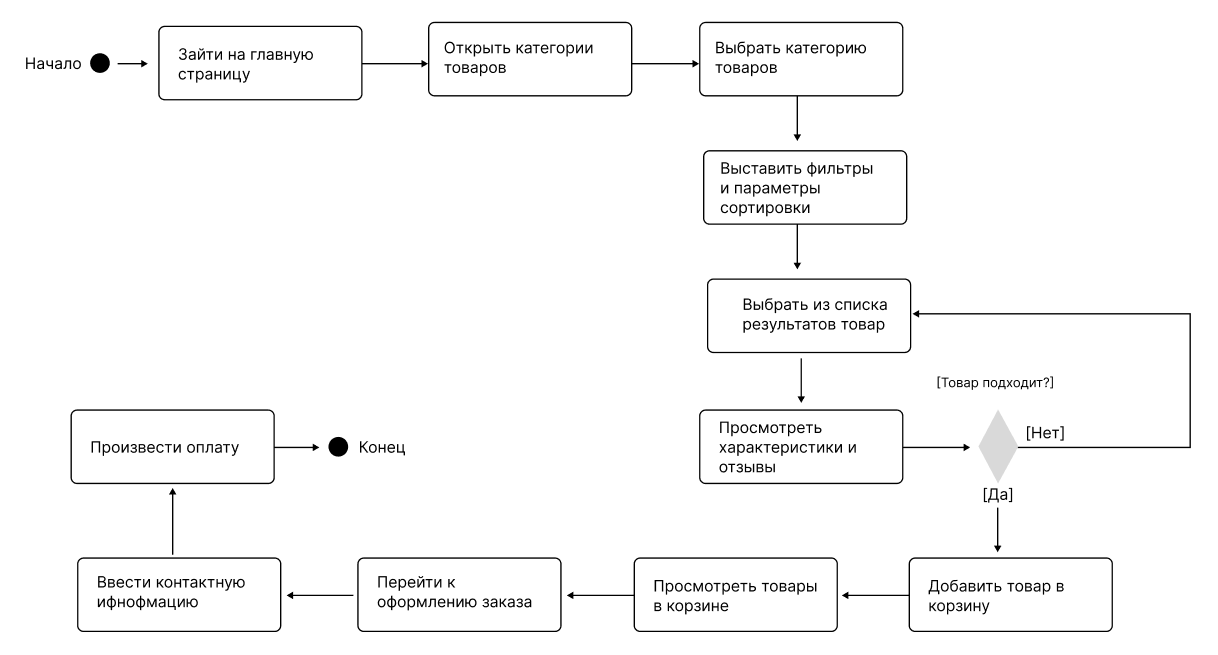 Начало
Зайти на главную
страницу
Открыть категории
товаров
Выбрать категорию
товаров
Выставить фильтры
и параметры
сортировки
Выбрать из списка
результатов товар
[Товар подходит?]
Просмотреть
характеристики и
отзывы
[Нет]
[Да]
Добавить товар в
корзину
Просмотреть товары
в корзине
Перейти к
оформлению заказа
Ввести контактную
ифнофмацию
Произвести оплату
Конец